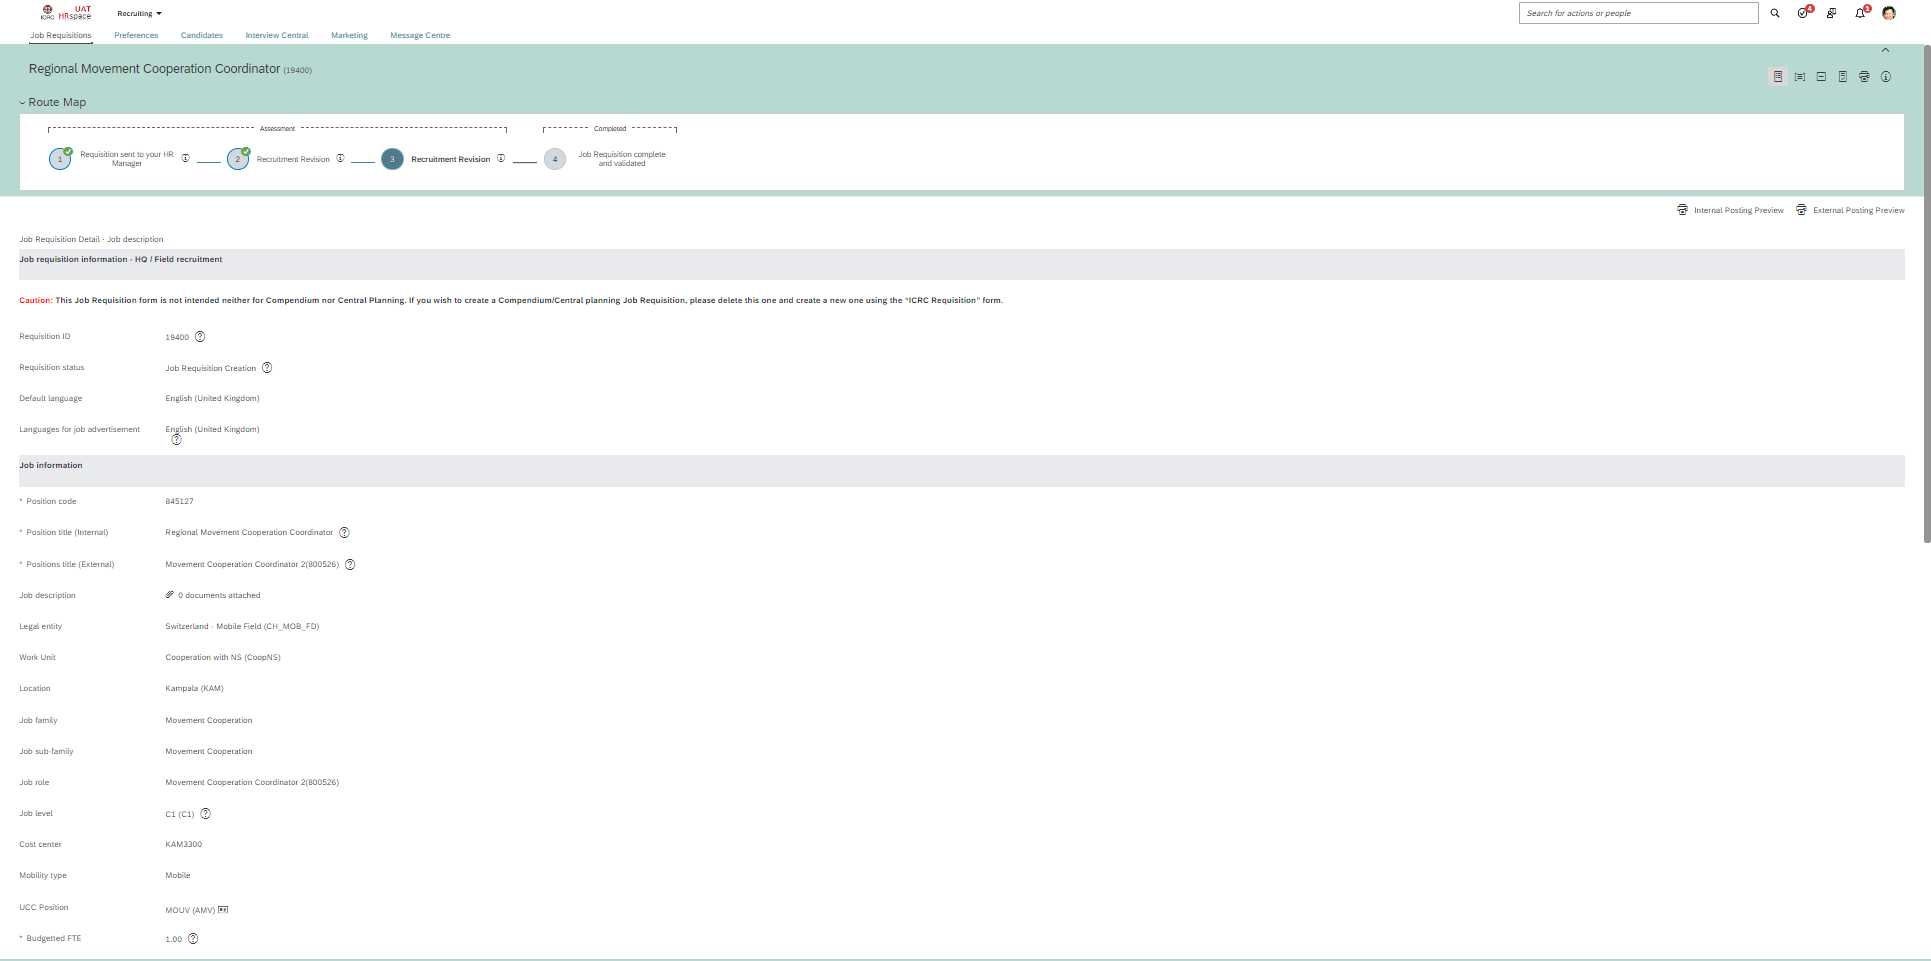 ICRC UAT HRspace
Recruiting
Search for actions or people
4
1
Job Requisitions Preferences Candidates Interview Central Marketing Message Centre
Regional Movement Cooperation Coordinator (19400)
Route Map
Assessment
Completed
1 Requisition sent to your HR Manager
2 Recruitment Revision
3 Recruitment Revision
4 Job Requisition complete and validated
Internal Posting Preview External Posting Preview
Job Requisition Detail - Job description
Job requisition information - HQ / Field recruitment
Caution: This Job Requisition form is not intended neither for Compendium nor Central Planning. If you wish to create a Compendium/Central planning Job Requisition, please delete this one and create a new one using the “ICRC Requisition” form.
Requisition ID 19400
Requisition status Job Requisition Creation
Default language English (United Kingdom)
Languages for job advertisement English (United Kingdom)
Job information
* Position code 845127
* Position title (Internal) Regional Movement Cooperation Coordinator
* Positions title (External) Movement Cooperation Coordinator 2(800526)
Job description 0 documents attached
Legal entity Switzerland - Mobile Field (CH_MOB_FD)
Work Unit Cooperation with NS (CoopNS)
Location Kampala (KAM)
Job family Movement Cooperation
Job sub-family Movement Cooperation
Job role Movement Cooperation Coordinator 2(800526)
Job level C1 (C1)
Cost center KAM3300
Mobility type Mobile
UCC Position MOUV (AMV)
* Budgetted FTE 1.00